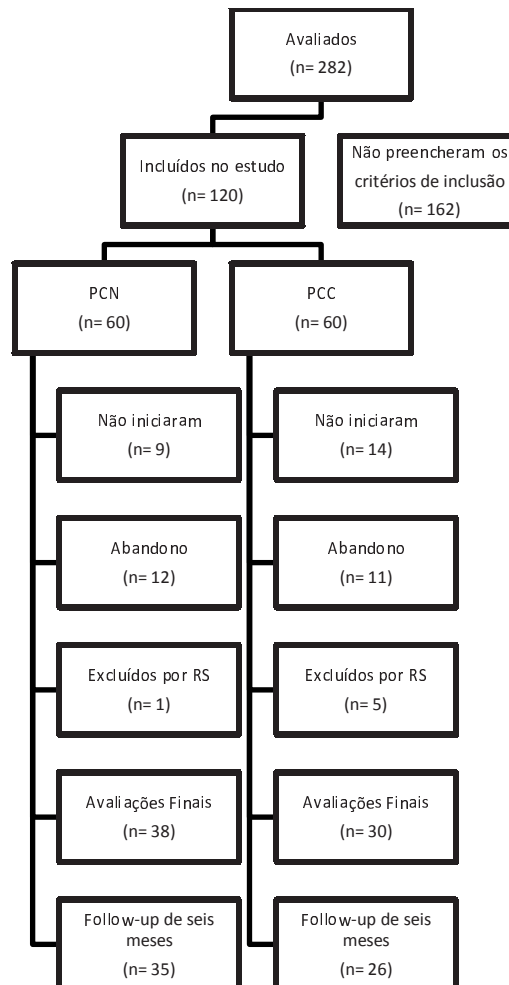 Avaliados
(n= 282)
Incluídos no estudo
(n= 120)
Não preencheram os
critérios de inclusão
(n= 162)
PCN
(n= 60)
PCC
(n= 60)
Não iniciaram
(n= 9)
Não iniciaram
(n= 14)
Abandono
(n= 12)
Abandono
(n= 11)
Excluídos por RS
(n= 1)
Excluídos por RS
(n= 5)
Avaliações Finais
(n= 38)
Avaliações Finais
(n= 30)
Follow-up de seis
meses
(n= 35)
Follow-up de seis
meses
(n= 26)